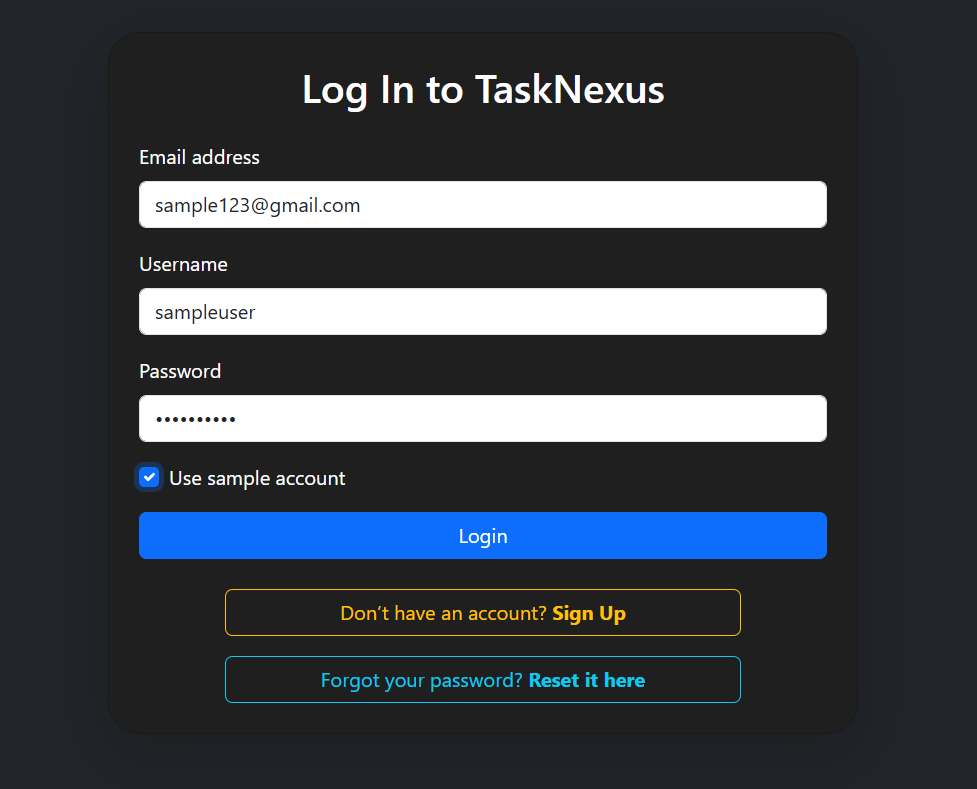 Log In to TaskNexus
Email address
sample123@gmail.com
Username
sampleuser
Password
••••••••••
Use sample account
Login
Don’t have an account? Sign Up
Forgot your password? Reset it here